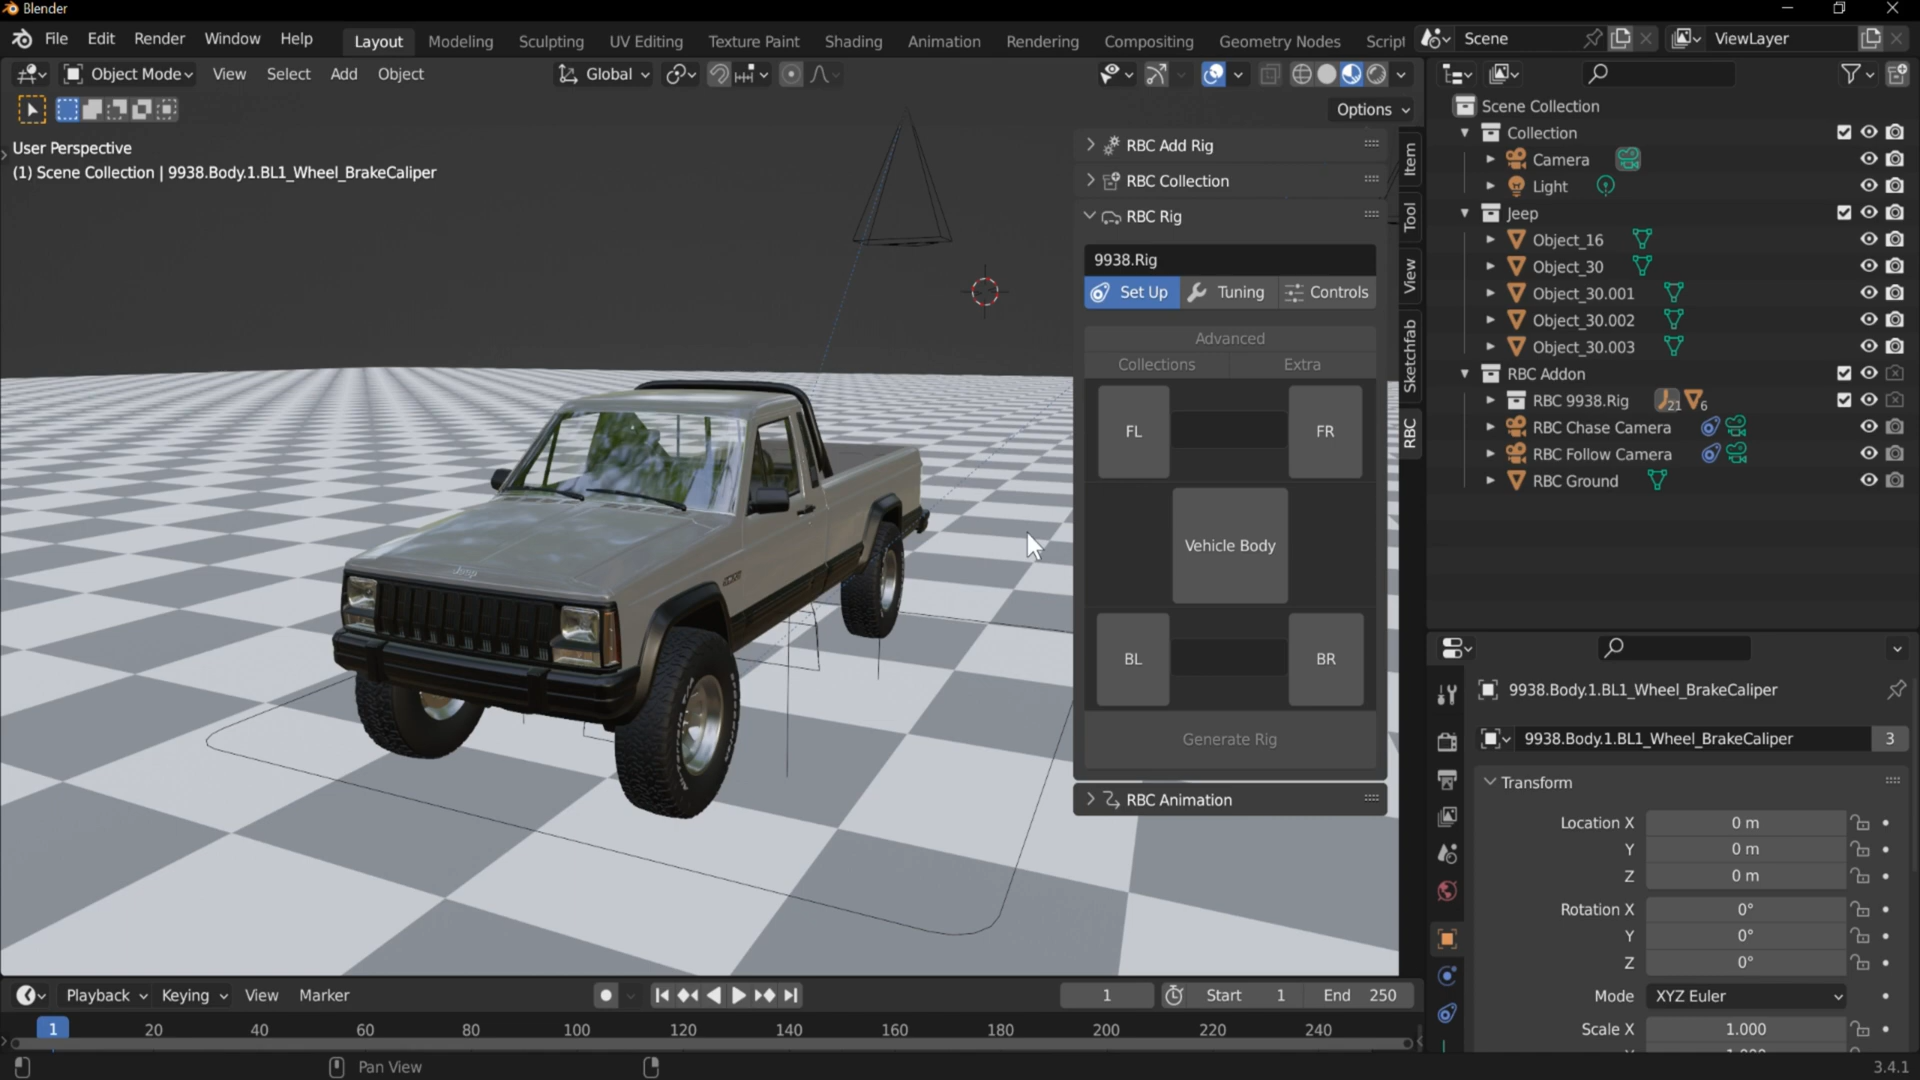 Blender
File Edit Render Window Help Layout Modeling Sculpting UV Editing Texture Paint Shading Animation Rendering Compositing Geometry Nodes Script Scene ViewLayer
Object Mode View Select Add Object Global
Options
User Perspective
(1) Scene Collection | 9938.Body.1.BL1_Wheel_BrakeCaliper
RBC Add Rig
RBC Collection
RBC Rig
9938.Rig
Set Up Tuning Controls
Advanced
Collections Extra
FL FR
Vehicle Body
BL BR
Generate Rig
RBC Animation
Item
Tool
View
Sketchfab
RBC
Jeep
Scene Collection
Collection
Camera
Light
Jeep
Object_16
Object_30
Object_30.001
Object_30.002
Object_30.003
RBC Addon
RBC 9938.Rig 21 6
RBC Chase Camera
RBC Follow Camera
RBC Ground
9938.Body.1.BL1_Wheel_BrakeCaliper
9938.Body.1.BL1_Wheel_BrakeCaliper 3
Transform
Location X 0 m
Y 0 m
Z 0 m
Rotation X 0°
Y 0°
Z 0°
Mode XYZ Euler
Scale X 1.000
Playback Keying View Marker 1 Start 1 End 250
1 20 40 60 80 100 120 140 160 180 200 220 240
Pan View
3.4.1